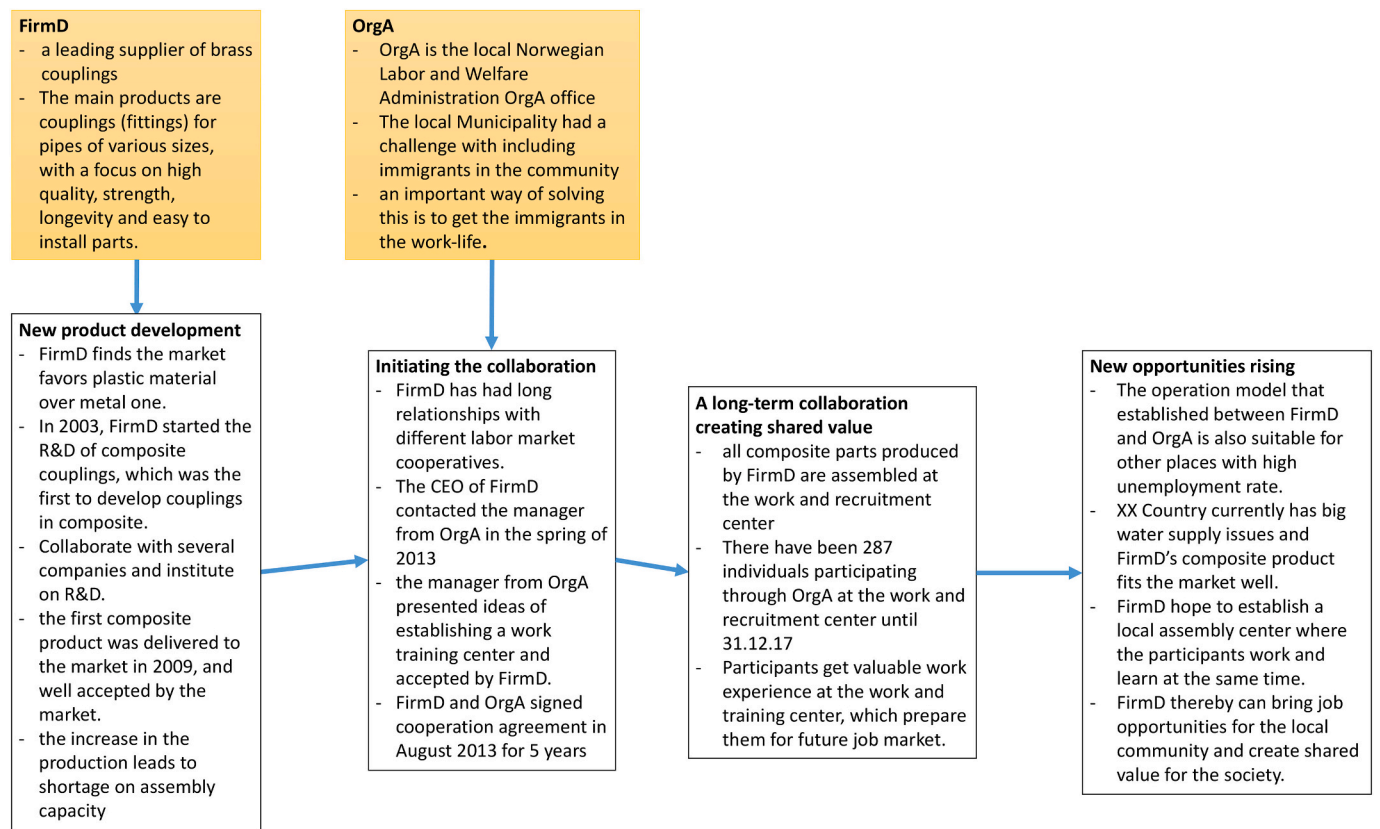 FirmD
- a leading supplier of brass
couplings
- The main products are
couplings (fittings) for
pipes of various sizes,
with a focus on high
quality, strength,
longevity and easy to
install parts.
OrgA
- OrgA is the local Norwegian
Labor and Welfare
Administration OrgA office
- The local Municipality had a
challenge with including
immigrants in the community
- an important way of solving
this is to get the immigrants in
the work-life.
New product development
- FirmD finds the market
favors plastic material
over metal one.
- In 2003, FirmD started the
R&D of composite
couplings, which was the
first to develop couplings
in composite.
- Collaborate with several
companies and institute
on R&D.
- the first composite
product was delivered to
the market in 2009, and
well accepted by the
market.
- the increase in the
production leads to
shortage on assembly
capacity
Initiating the collaboration
- FirmD has had long
relationships with
different labor market
cooperatives.
- The CEO of FirmD
contacted the manager
from OrgA in the spring of
2013
- the manager from OrgA
presented ideas of
establishing a work
training center and
accepted by FirmD.
- FirmD and OrgA signed
cooperation agreement in
August 2013 for 5 years
A long-term collaboration
creating shared value
- all composite parts produced
by FirmD are assembled at
the work and recruitment
center
- There have been 287
individuals participating
through OrgA at the work and
recruitment center until
31.12.17
- Participants get valuable work
experience at the work and
training center, which prepare
them for future job market.
New opportunities rising
- The operation model that
established between FirmD
and OrgA is also suitable for
other places with high
unemployment rate.
- XX Country currently has big
water supply issues and
FirmD's composite product
fits the market well.
- FirmD hope to establish a
local assembly center where
the participants work and
learn at the same time.
- FirmD thereby can bring job
opportunities for the local
community and create shared
value for the society.